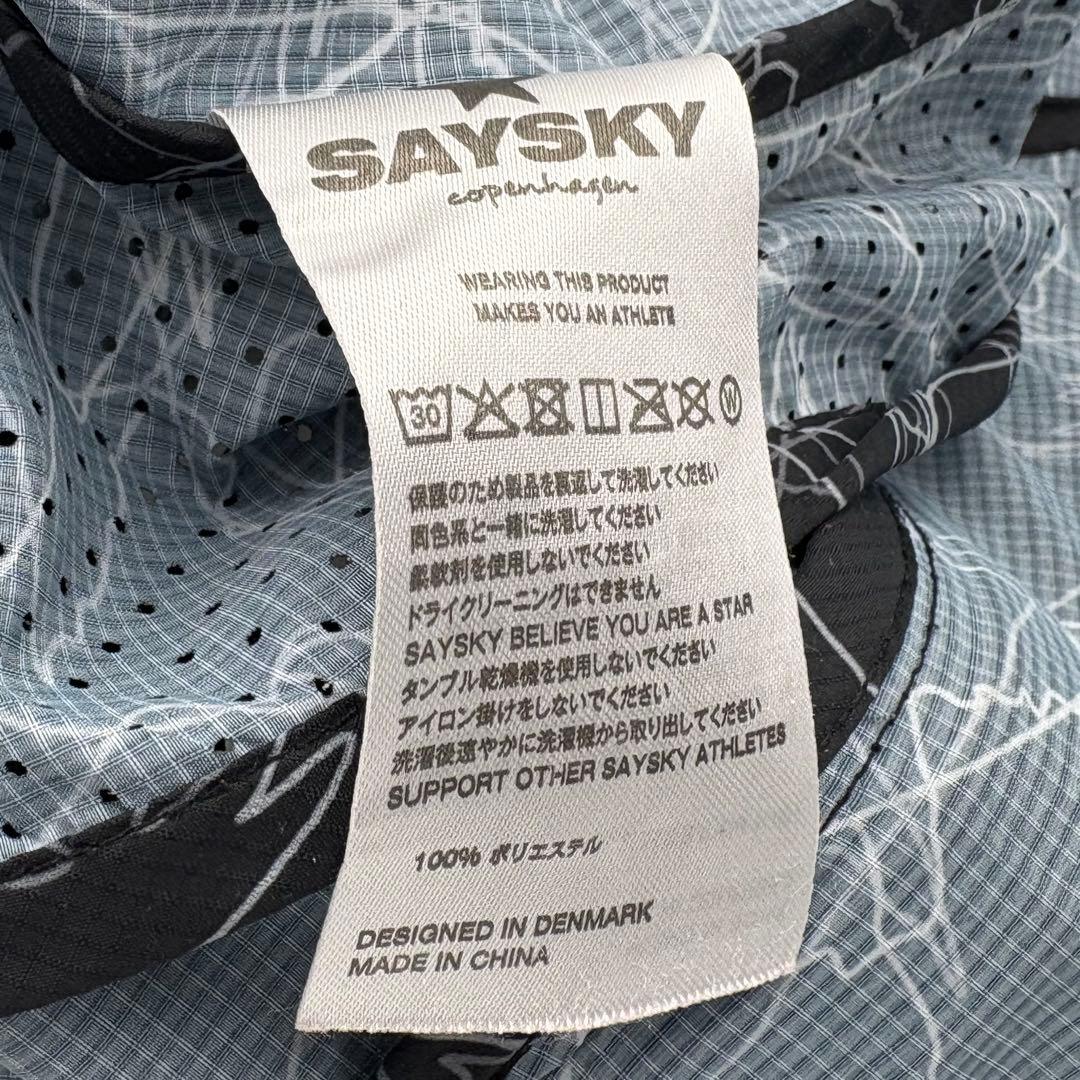 SAYSKY
copenhagen
WEARING THIS PRODUCT
MAKES YOU AN ATHLETE
30 W
保護のため製品を裏返して洗濯してください
同色系と一緒に洗濯してください
柔軟剤を使用しないでください
ドライクリーニングはできません
SAYSKY BELIEVE YOU ARE A STAR
タンブル乾燥機を使用しないでください
アイロン掛けをしないでください
洗濯後速やかに洗濯機から取り出してください
SUPPORT OTHER SAYSKY ATHLETES
100% ポリエステル
DESIGNED IN DENMARK
MADE IN CHINA